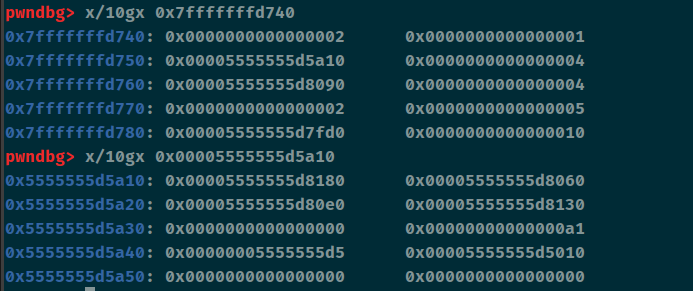 pwndbg> x/10gx 0x7fffffffd740
0x7fffffffd740: 0x0000000000000002 0x0000000000000001
0x7fffffffd750: 0x00005555555d5a10 0x0000000000000004
0x7fffffffd760: 0x00005555555d8090 0x0000000000000004
0x7fffffffd770: 0x0000000000000002 0x0000000000000005
0x7fffffffd780: 0x00005555555d7fd0 0x0000000000000010
pwndbg> x/10gx 0x00005555555d5a10
0x5555555d5a10: 0x00005555555d8180 0x00005555555d8060
0x5555555d5a20: 0x00005555555d80e0 0x00005555555d8130
0x5555555d5a30: 0x0000000000000000 0x00000000000000a1
0x5555555d5a40: 0x00000005555555d5 0x00005555555d5010
0x5555555d5a50: 0x0000000000000000 0x0000000000000000